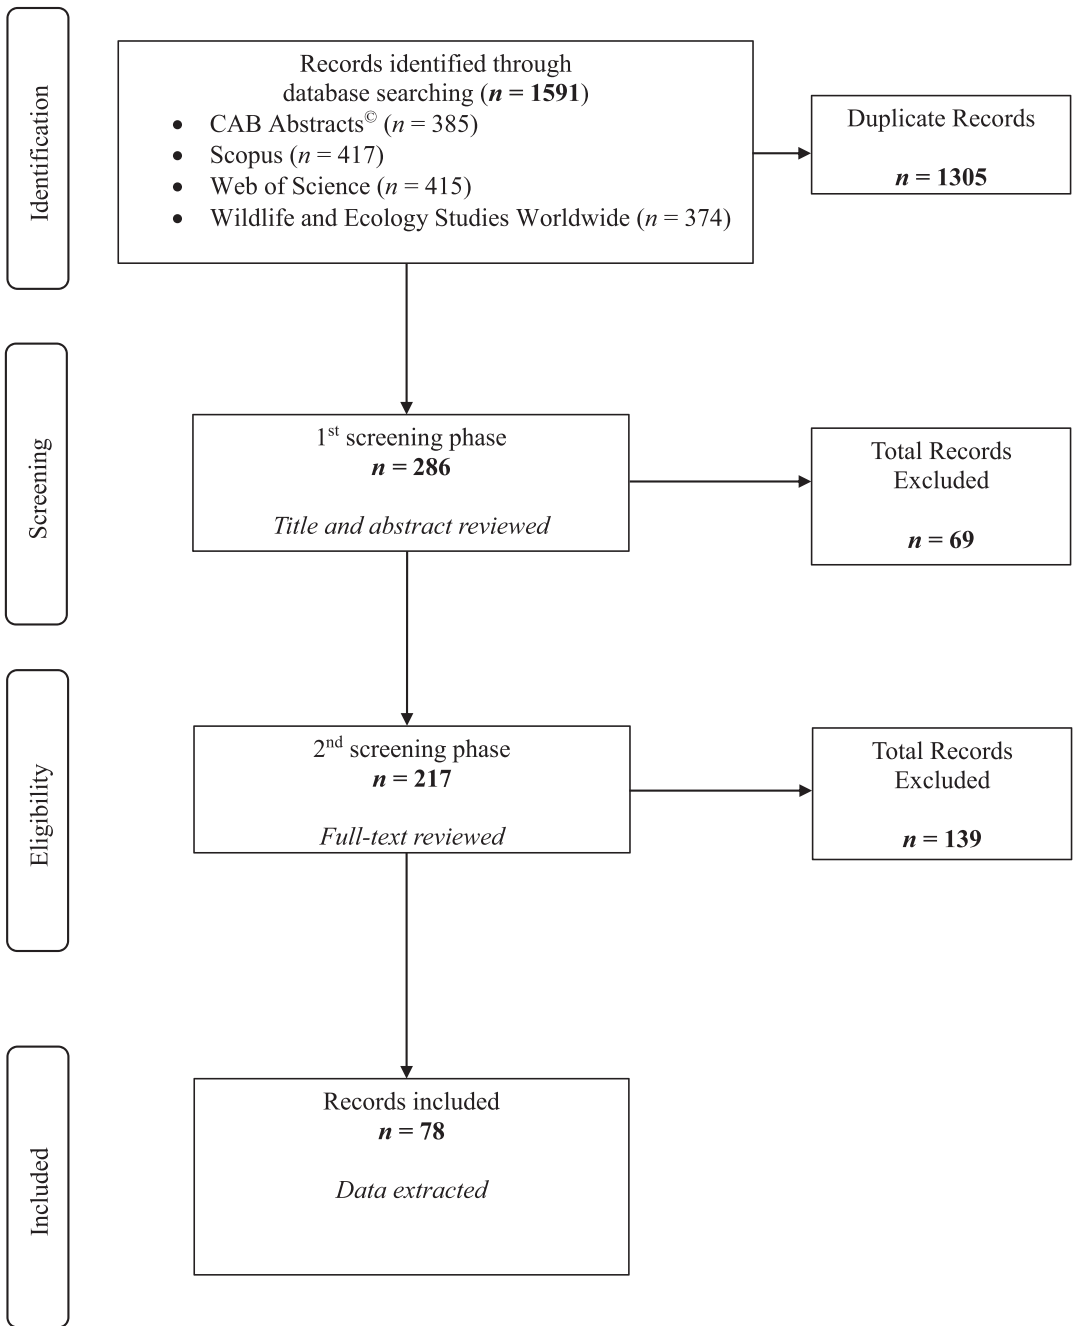 Identification
Records identified through
database searching (n = 1591)
• CAB Abstracts© (n = 385)
• Scopus (n = 417)
• Web of Science (n = 415)
• Wildlife and Ecology Studies Worldwide (n = 374)
Duplicate Records
n = 1305
Screening
1st screening phase
n = 286
Title and abstract reviewed
Total Records
Excluded
n = 69
Eligibility
2nd screening phase
n = 217
Full-text reviewed
Total Records
Excluded
n = 139
Included
Records included
n = 78
Data extracted